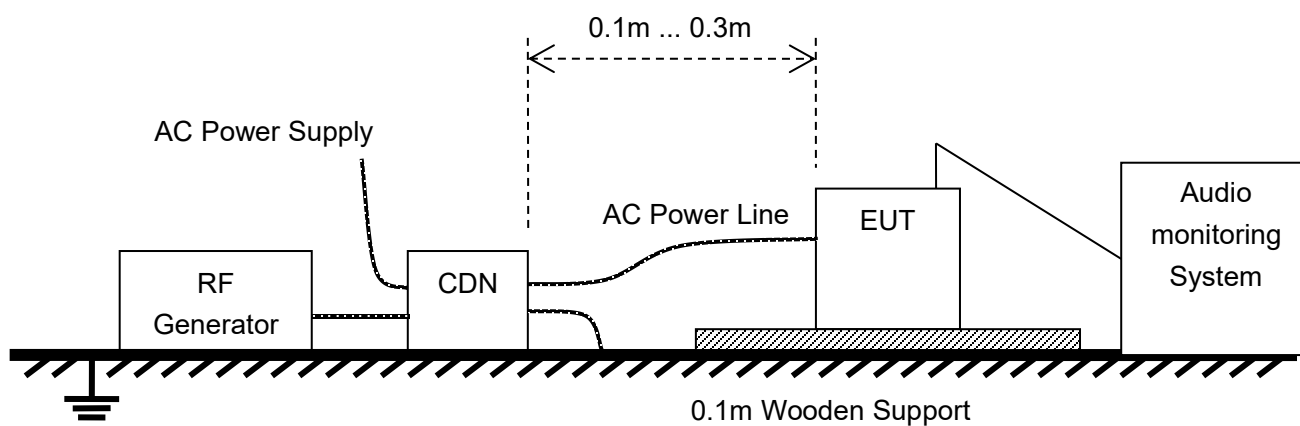 0.1m ... 0.3m
AC Power Supply
AC Power Line
EUT
Audio
monitoring
System
RF
Generator
CDN
0.1m Wooden Support